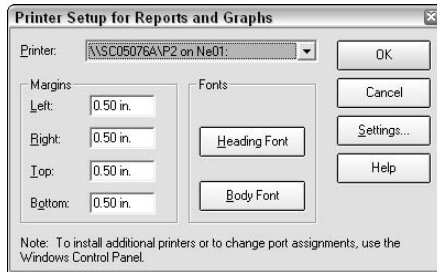 Printer Setup for Reports and Graphs
Printer: \\SC05076A\P2 on Ne01:
OK
Cancel
Settings...
Help
Margins
Left: 0.50 in.
Right: 0.50 in.
Top: 0.50 in.
Bottom: 0.50 in.
Fonts
Heading Font
Body Font
Note: To install additional printers or to change port assignments, use the
Windows Control Panel.